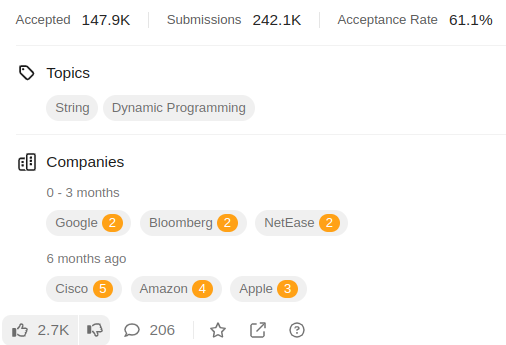 Accepted 147.9K Submissions 242.1K Acceptance Rate 61.1%
Topics
String Dynamic Programming
Companies
0 - 3 months
Google 2 Bloomberg 2 NetEase 2
6 months ago
Cisco 5 Amazon 4 Apple 3
2.7K 206